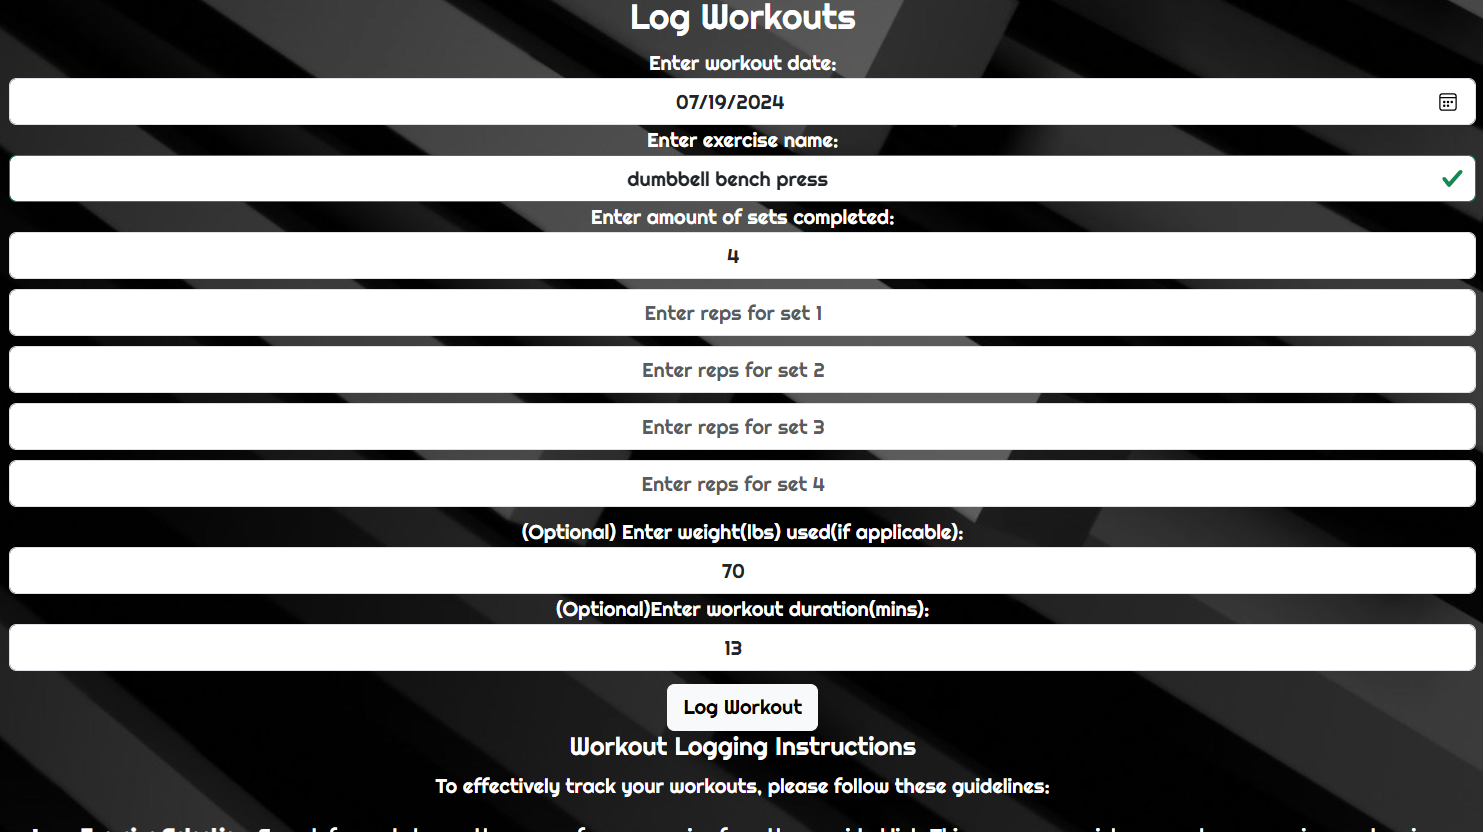 Log Workouts
Enter workout date:
07/19/2024
Enter exercise name:
dumbbell bench press
Enter amount of sets completed:
4
Enter reps for set 1
Enter reps for set 2
Enter reps for set 3
Enter reps for set 4
(Optional) Enter weight(lbs) used(if applicable):
70
(Optional)Enter workout duration(mins):
13
Log Workout
Workout Logging Instructions
To effectively track your workouts, please follow these guidelines: